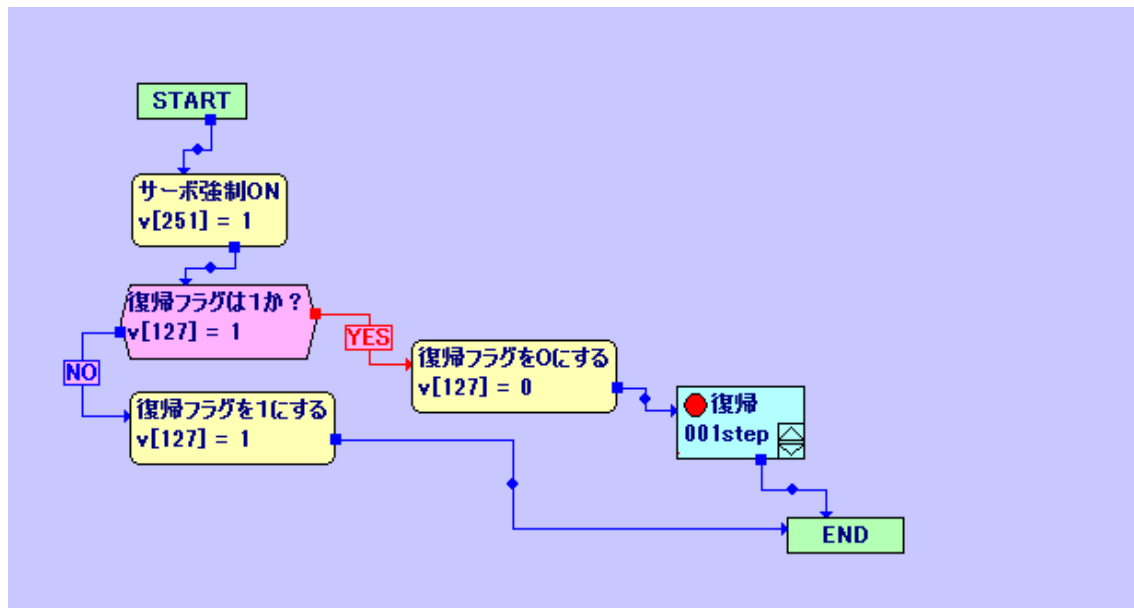 START
サーボ強制ON
v[251] = 1
復帰フラグは1か？
v[127] = 1
YES
NO
復帰フラグを0にする
v[127] = 0
復帰フラグを1にする
v[127] = 1
復帰
001step
END